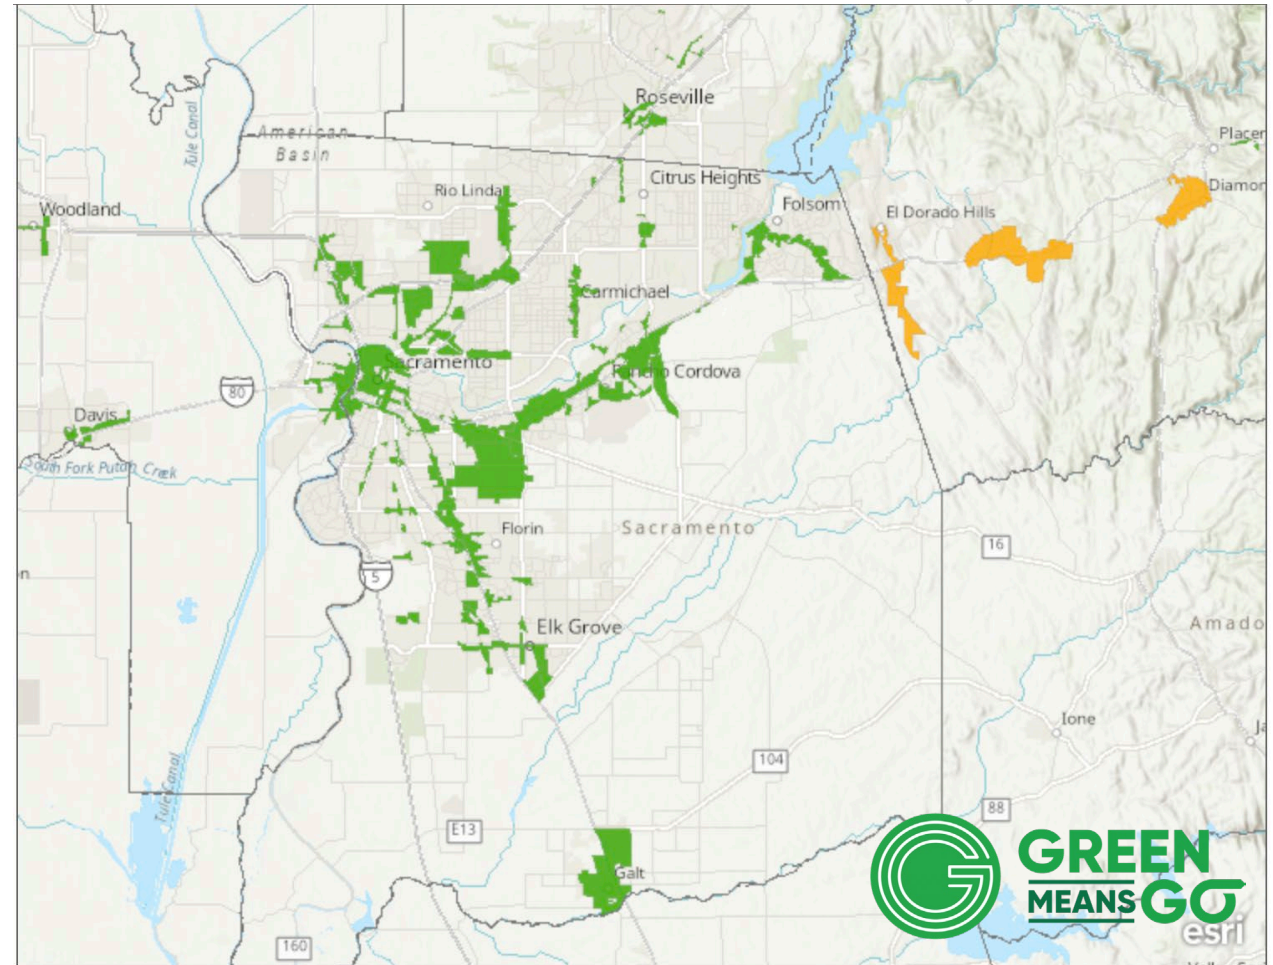 Roseville
American
Basin
Tule Canal
Placer
Rio Linda
Citrus Heights
Diamon
Woodland
Folsom
El Dorado Hills
Carmichael
Sacramento
Rancho Cordova
80
Davis
South Fork Putah Creek
Florin
Sacramento
16
n
5
Elk Grove
Amado
Ione
Ja
Tule Canal
104
88
E13
Galt
GREEN
MEANS GO
G
esri
160